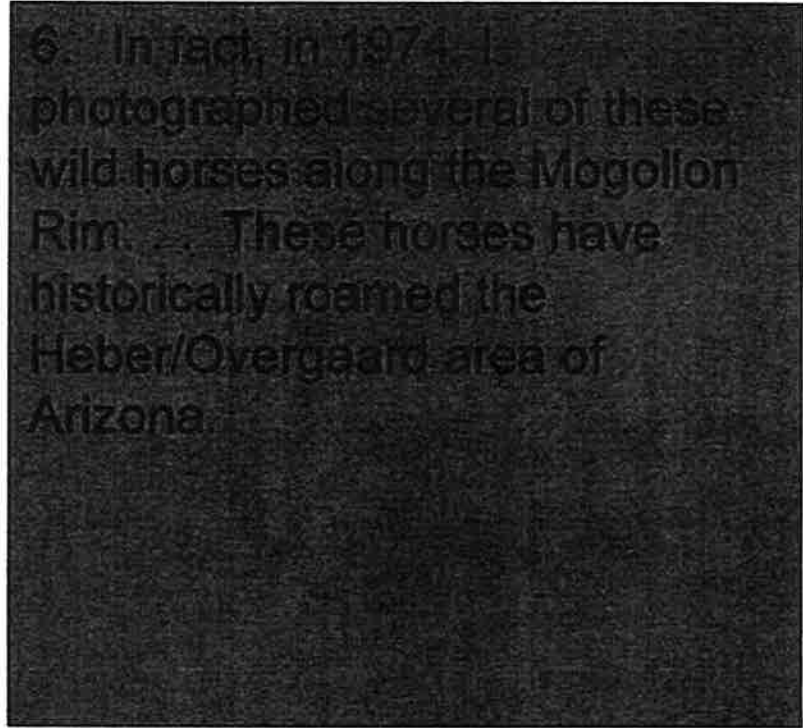 6. In fact, in 1974, I
photographed several of these
wild horses along the Mogollon
Rim. ... These horses have
historically roamed the
Heber/Overgaard area of
Arizona.